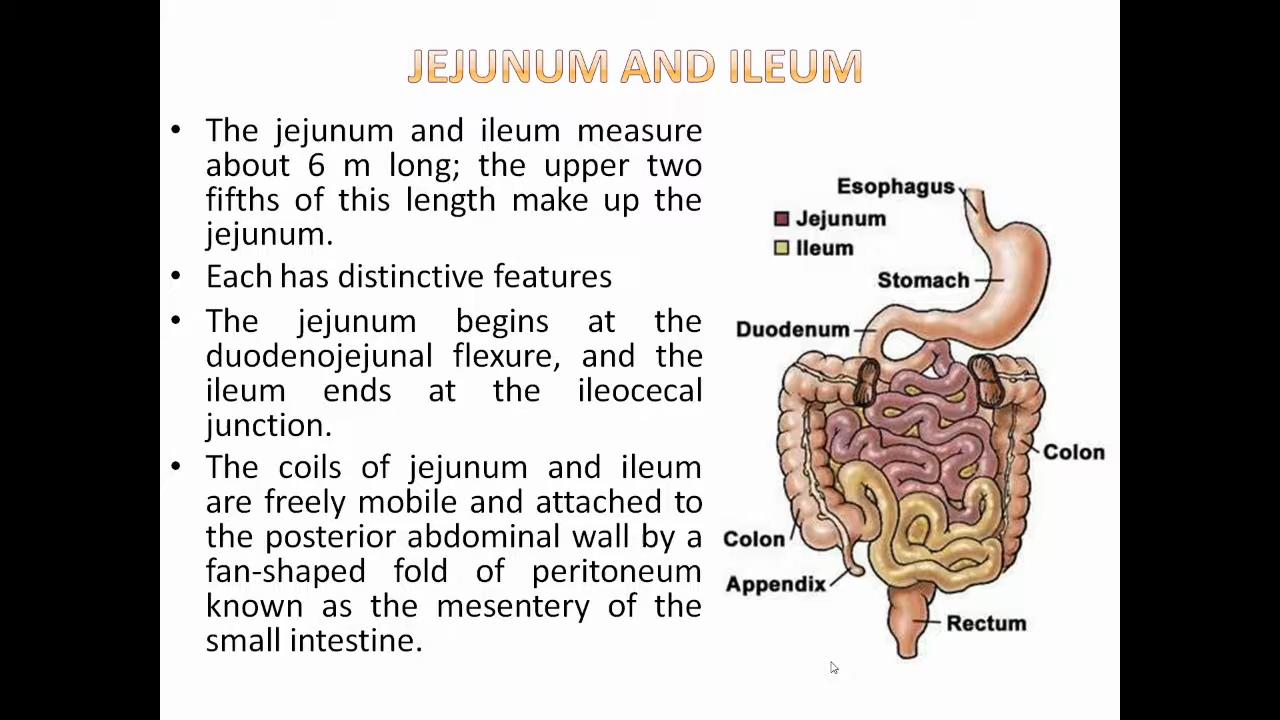 JEJUNUM AND ILEUM
• The jejunum and ileum measure
about 6 m long; the upper two
fifths of this length make up the
jejunum.
• Each has distinctive features
• The jejunum begins at the
duodenojejunal flexure, and the
ileum ends at the ileocecal
junction.
• The coils of jejunum and ileum
are freely mobile and attached to
the posterior abdominal wall by a
fan-shaped fold of peritoneum
known as the mesentery of the
small intestine.
Esophagus
Jejunum
Ileum
Stomach
Duodenum
Colon
Colon
Appendix
Rectum